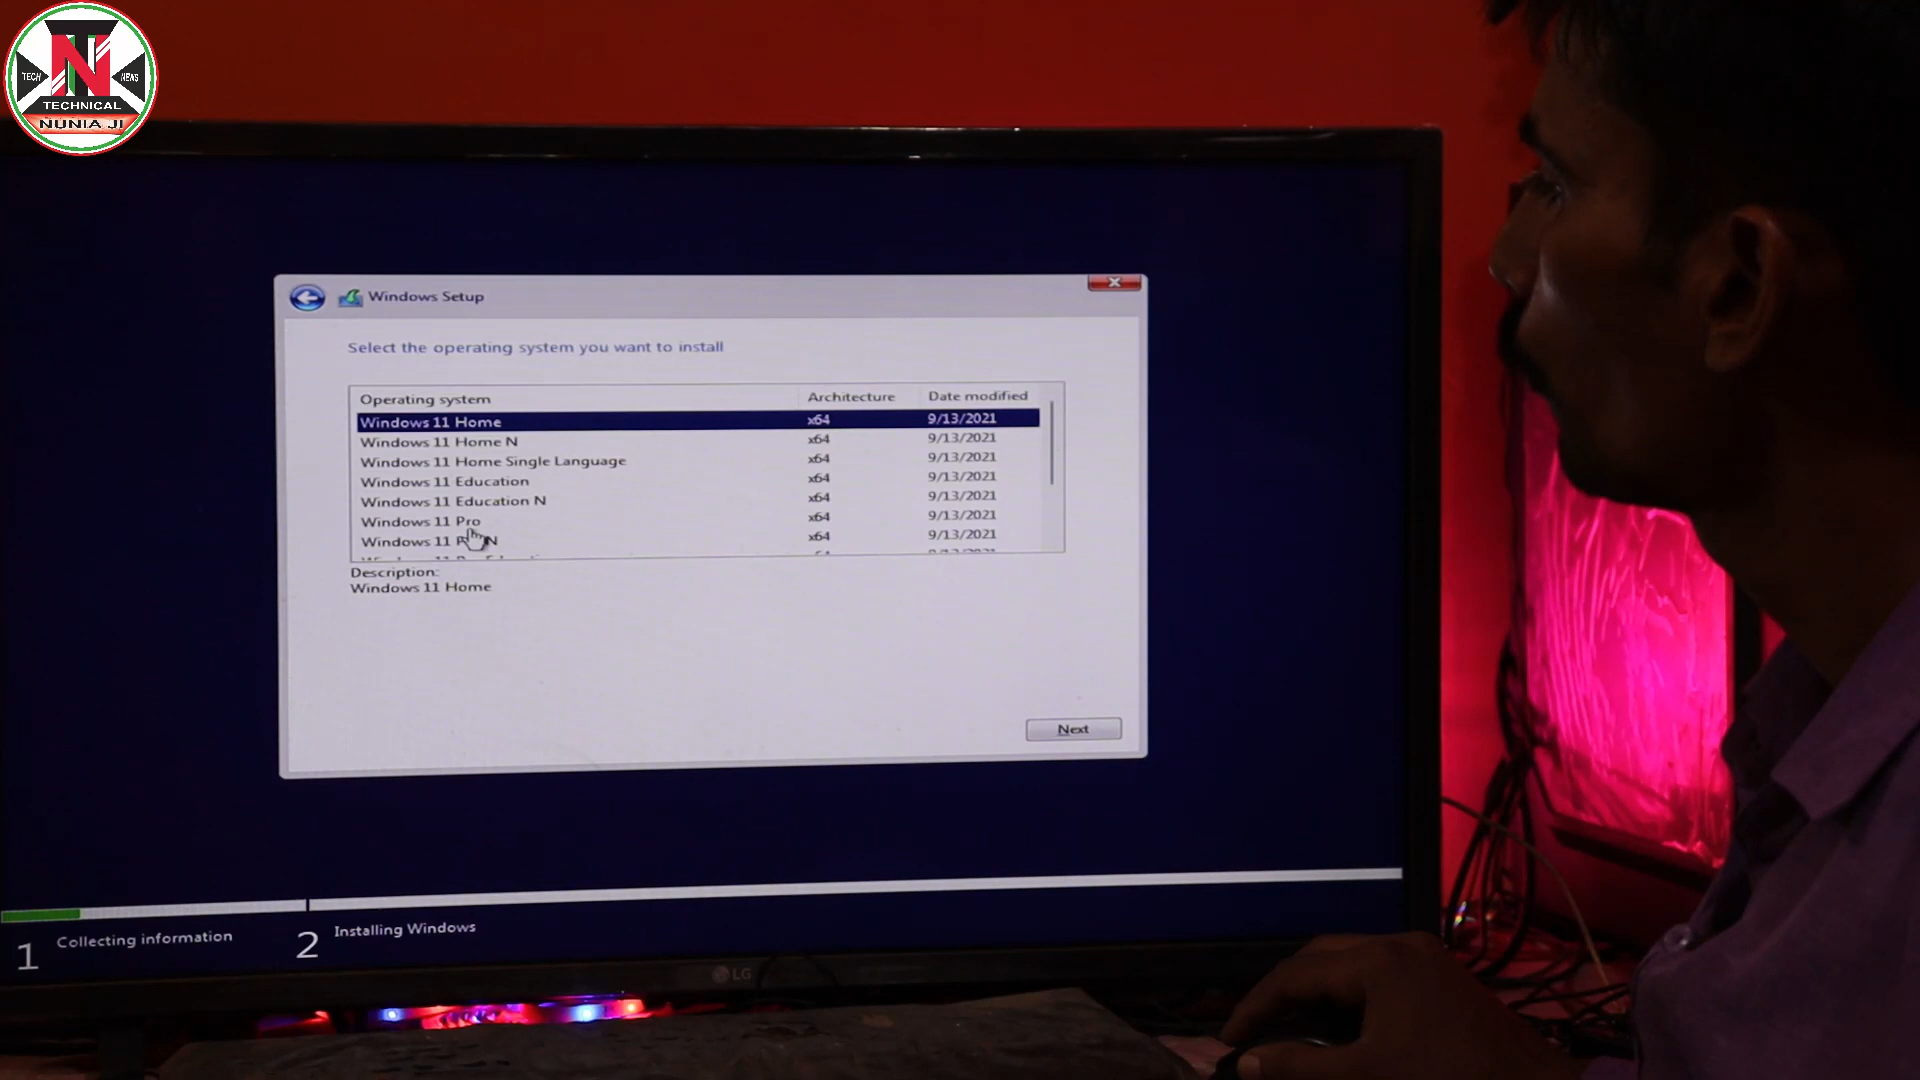 TECH
NEWS
TECHNICAL
NUNIA JI
Windows Setup
Select the operating system you want to install
Operating system Architecture Date modified
Windows 11 Home x64 9/13/2021
Windows 11 Home N x64 9/13/2021
Windows 11 Home Single Language x64 9/13/2021
Windows 11 Education x64 9/13/2021
Windows 11 Education N x64 9/13/2021
Windows 11 Pro x64 9/13/2021
Windows 11 N x64 9/13/2021
Description:
Windows 11 Home
Next
1 Collecting information
2 Installing Windows
LG